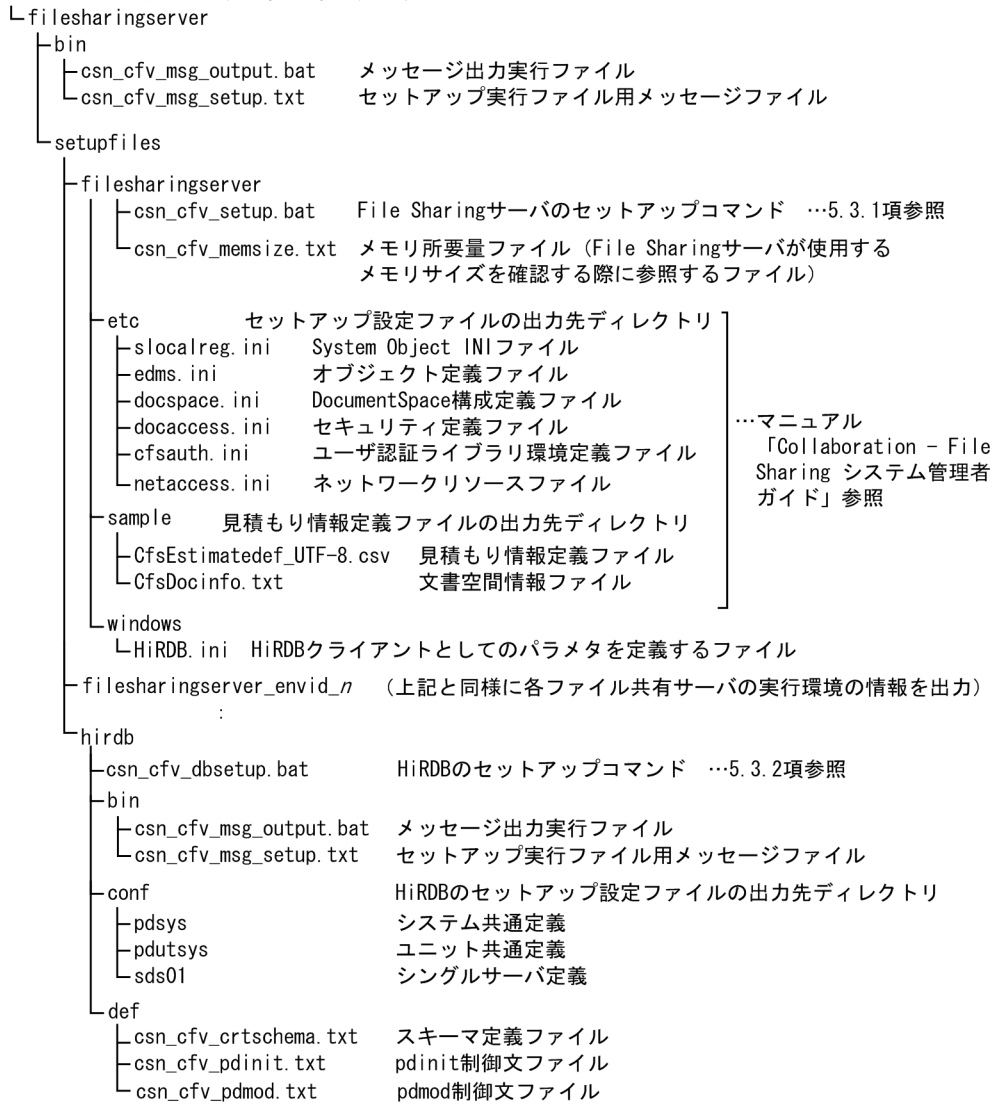 filesharingserver
bin
csn_cfv_msg_output.bat メッセージ出力実行ファイル
csn_cfv_msg_setup.txt セットアップ実行ファイル用メッセージファイル
setupfiles
filesharingserver
csn_cfv_setup.bat File Sharingサーバのセットアップコマンド …5.3.1項参照
csn_cfv_memsize.txt メモリ所要量ファイル（File Sharingサーバが使用する
メモリサイズを確認する際に参照するファイル）
etc セットアップ設定ファイルの出力先ディレクトリ
slocalreg.ini System Object INIファイル
edms.ini オブジェクト定義ファイル
docspace.ini DocumentSpace構成定義ファイル
docaccess.ini セキュリティ定義ファイル
cfsauth.ini ユーザ認証ライブラリ環境定義ファイル
netaccess.ini ネットワークリソースファイル
…マニュアル
「Collaboration - File
Sharing システム管理者
ガイド」参照
sample 見積もり情報定義ファイルの出力先ディレクトリ
CfsEstimatedef_UTF-8.csv 見積もり情報定義ファイル
CfsDocinfo.txt 文書空間情報ファイル
windows
HiRDB.ini HiRDBクライアントとしてのパラメタを定義するファイル
filesharingserver_envid_n （上記と同様に各ファイル共有サーバの実行環境の情報を出力）
:
hirdb
csn_cfv_dbsetup.bat HiRDBのセットアップコマンド …5.3.2項参照
bin
csn_cfv_msg_output.bat メッセージ出力実行ファイル
csn_cfv_msg_setup.txt セットアップ実行ファイル用メッセージファイル
conf HiRDBのセットアップ設定ファイルの出力先ディレクトリ
pdsys システム共通定義
pdutsys ユニット共通定義
sds01 シングルサーバ定義
def
csn_cfv_crtschema.txt スキーマ定義ファイル
csn_cfv_pdinit.txt pdinit制御文ファイル
csn_cfv_pdmod.txt pdmod制御文ファイル